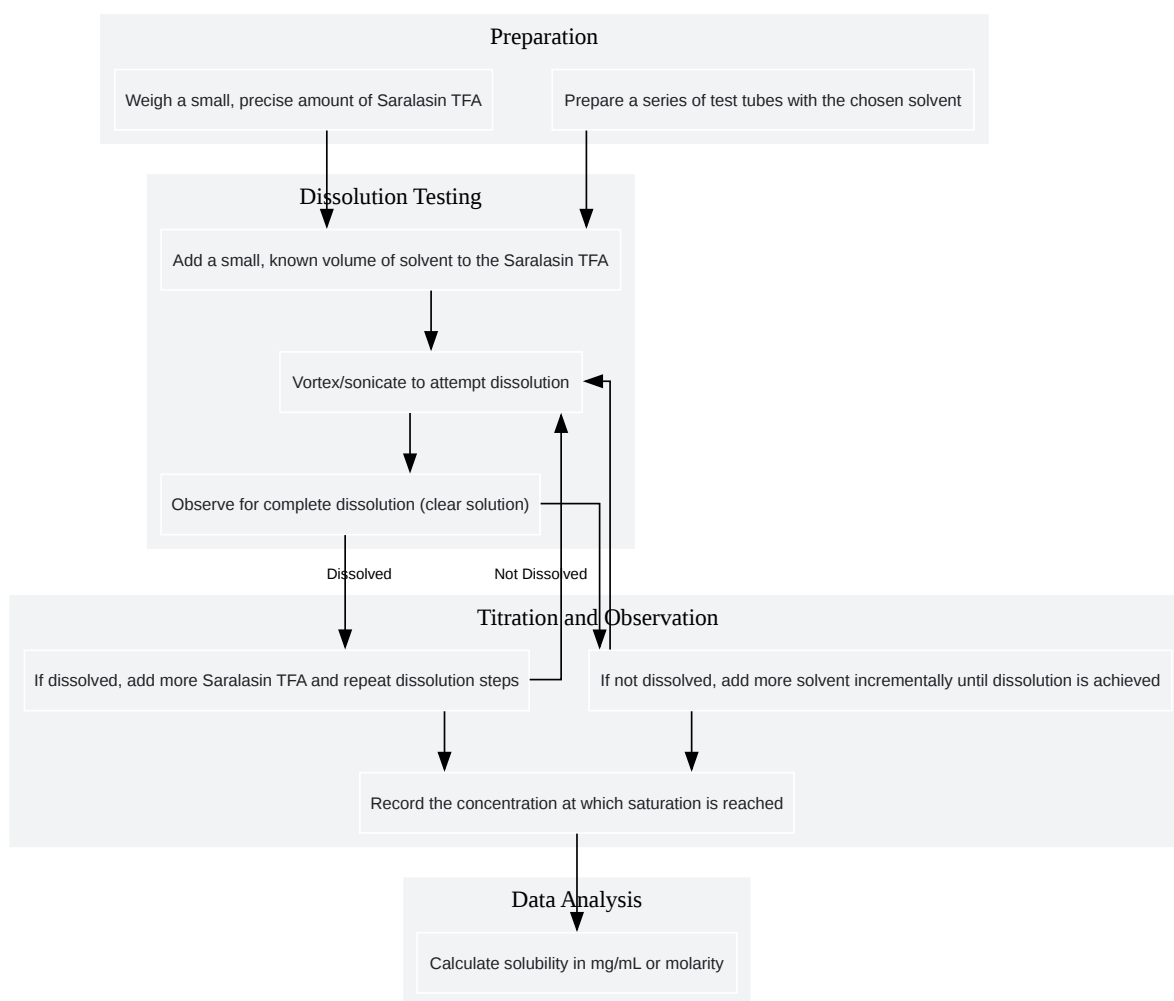 Preparation
Weigh a small, precise amount of Saralasin TFA
Prepare a series of test tubes with the chosen solvent
Dissolution Testing
Add a small, known volume of solvent to the Saralasin TFA
Vortex/sonicate to attempt dissolution
Observe for complete dissolution (clear solution)
Dissolved
Not Dissolved
Titration and Observation
If dissolved, add more Saralasin TFA and repeat dissolution steps
If not dissolved, add more solvent incrementally until dissolution is achieved
Record the concentration at which saturation is reached
Data Analysis
Calculate solubility in mg/mL or molarity